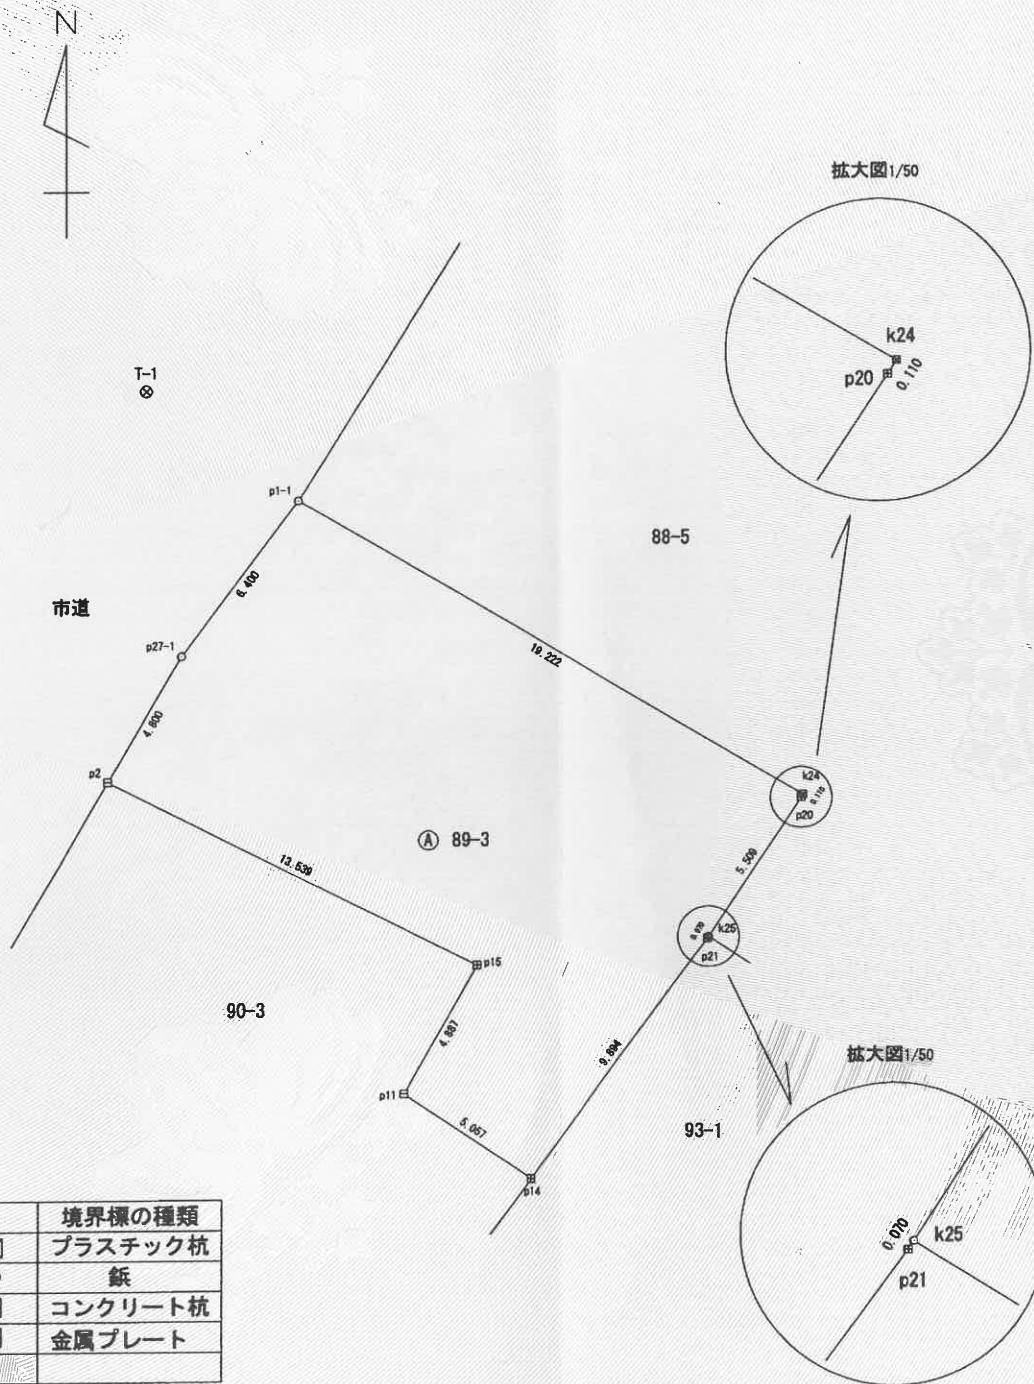 N
拡大図1/50
k24
p20
0.110
T-1
p1-1
88-5
6.400
市道
p27-1
19.222
4.800
p2
k24
0.110
p20
Ⓐ 89-3
5.509
13.539
0.070
k25
p21
p15
90-3
4.887
9.894
拡大図1/50
p11
93-1
5.057
p14
0.070
k25
p21
境界標の種類
プラスチック杭
鋲
コンクリート杭
金属プレート